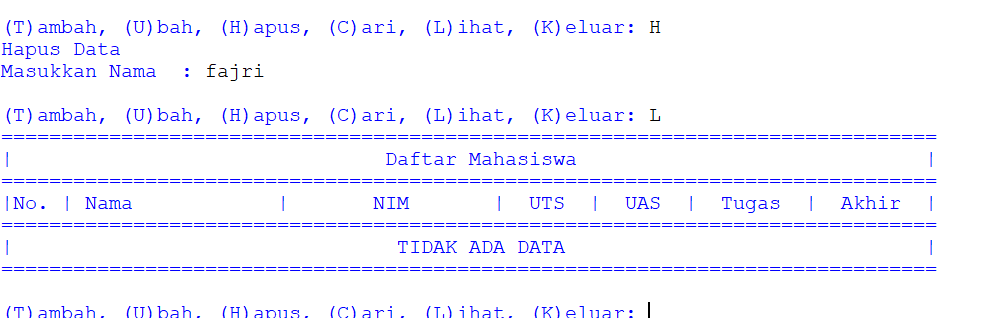 (T)ambah, (U)bah, (H)apus, (C)ari, (L)ihat, (K)eluar: H
Hapus Data
Masukkan Nama  : fajri
(T)ambah, (U)bah, (H)apus, (C)ari, (L)ihat, (K)eluar: L
==============================================================================
|                               Daftar Mahasiswa                             |
==============================================================================
|No. | Nama            |       NIM       |  UTS  |  UAS  |  Tugas  |  Akhir  |
==============================================================================
|                                TIDAK ADA DATA                              |
==============================================================================
(T)ambah, (U)bah, (H)apus, (C)ari, (L)ihat, (K)eluar: